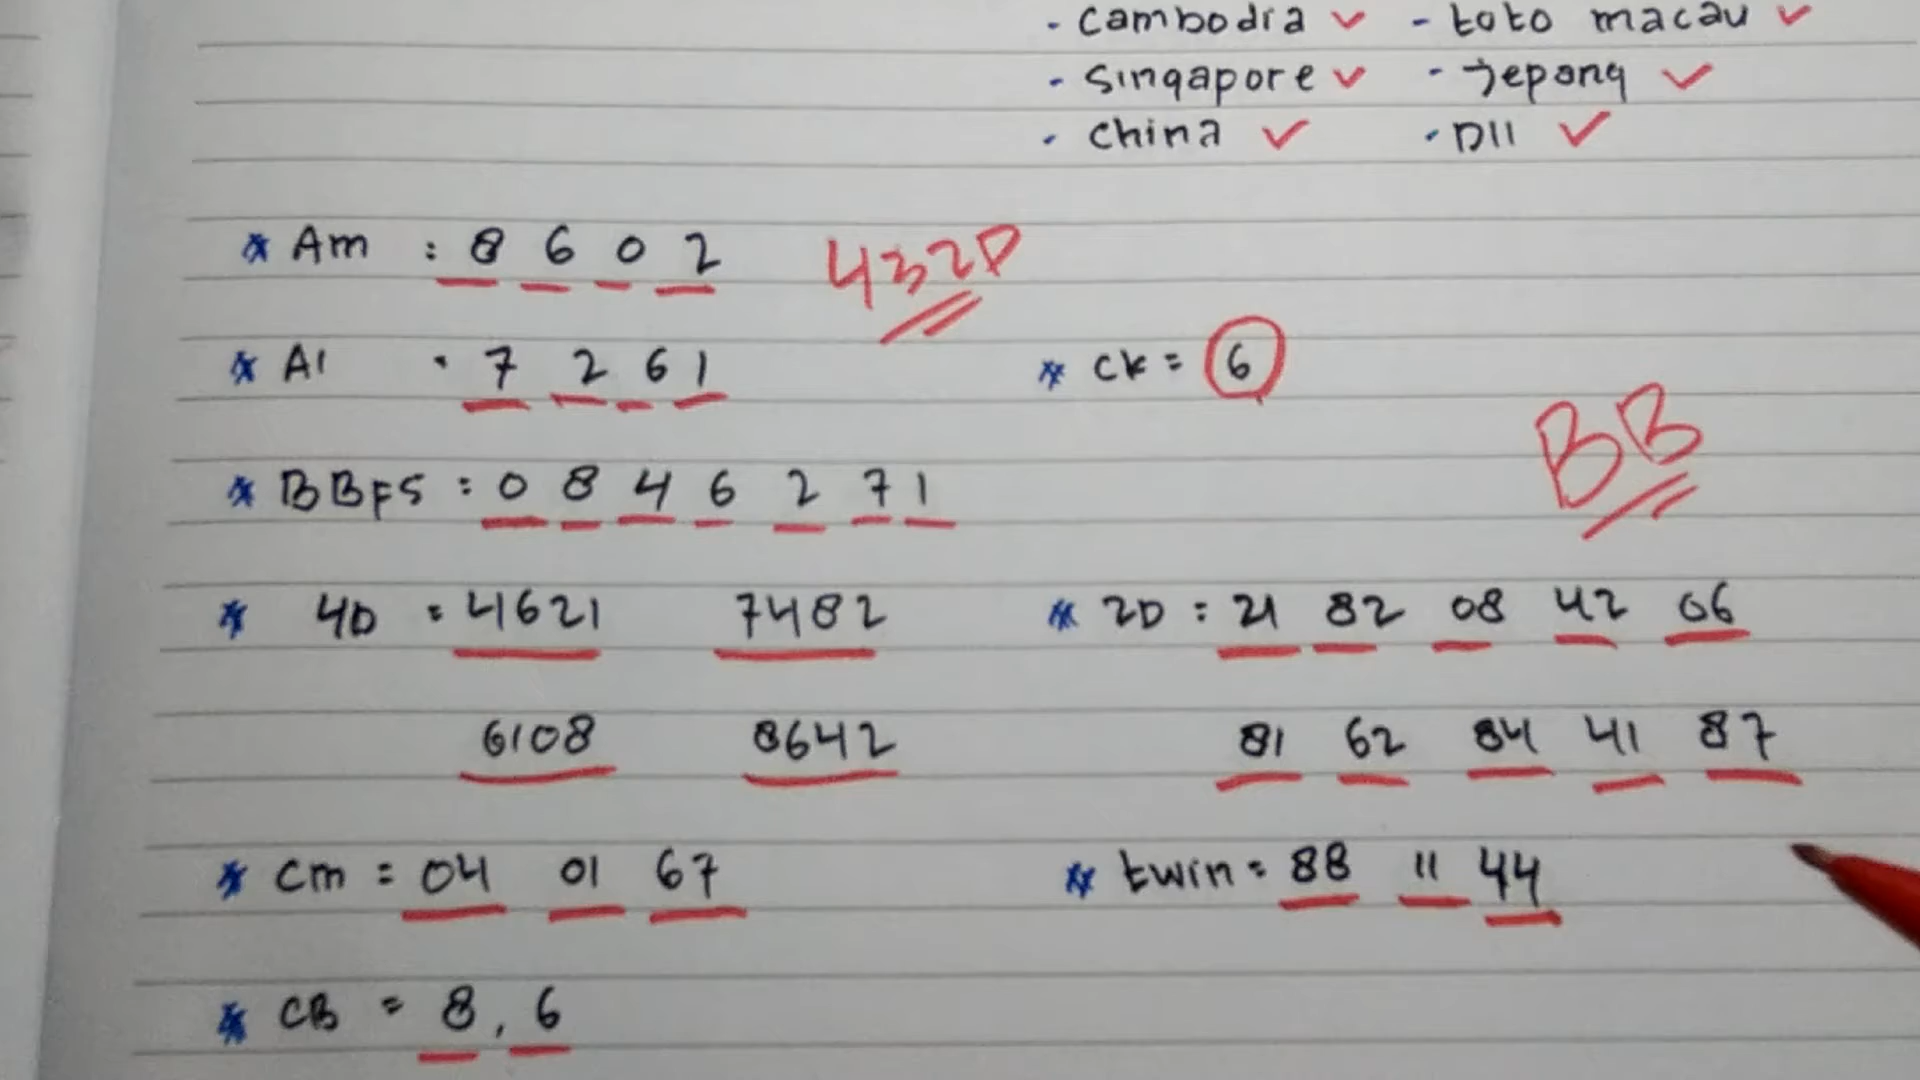 - Cambodia ✓ - toto macau ✓
- Singapore ✓ - Jepang ✓
- China ✓ - Dll ✓
* Am : 8 6 0 2 432D
* AI : 7 2 6 1 * CK = 6
BB
* BBFS : 0 8 4 6 2 7 1
* 4D = 4621 7482 * 2D : 21 82 08 42 06
6108 8642 81 62 84 41 87
* Cm = 04 01 67 * twin = 88 11 44
* CB = 8, 6